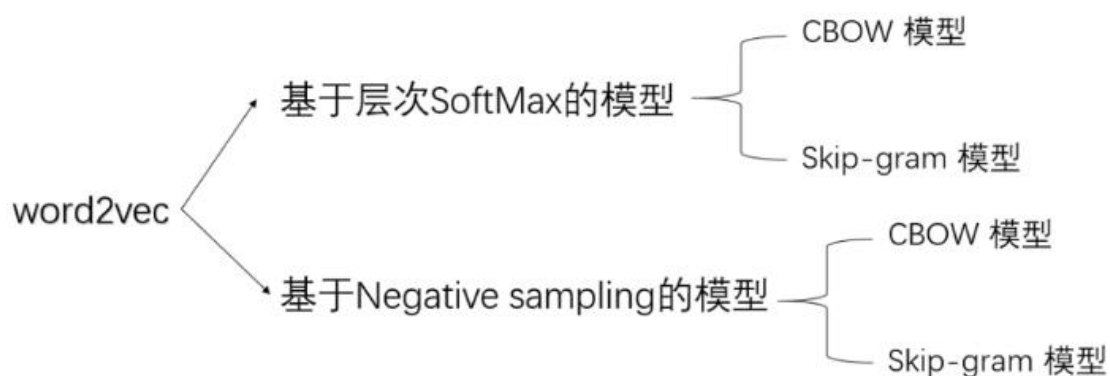 word2vec
基于层次SoftMax的模型
CBOW 模型
Skip-gram 模型
基于Negative sampling的模型
CBOW 模型
Skip-gram 模型